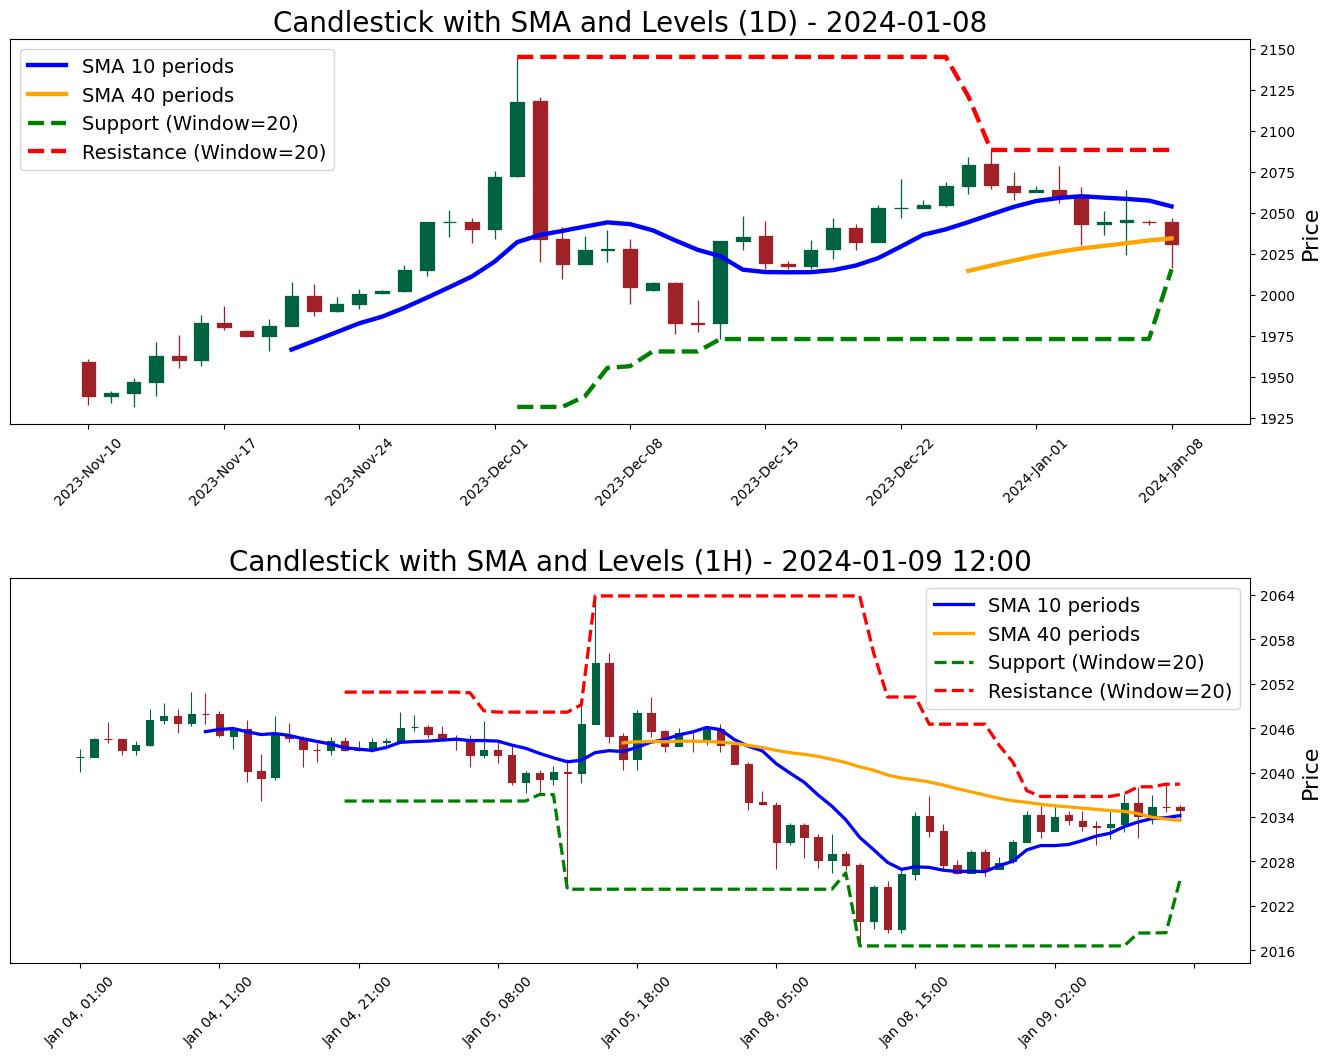 Candlestick with SMA and Levels (1D) - 2024-01-08
SMA 10 periods
SMA 40 periods
Support (Window=20)
Resistance (Window=20)
2150
2125
2100
2075
2050
2025
2000
1975
1950
1925
Price
2023-Nov-10
2023-Nov-17
2023-Nov-24
2023-Dec-01
2023-Dec-08
2023-Dec-15
2023-Dec-22
2024-Jan-01
2024-Jan-08
Candlestick with SMA and Levels (1H) - 2024-01-09 12:00
SMA 10 periods
SMA 40 periods
Support (Window=20)
Resistance (Window=20)
2064
2058
2052
2046
2040
2034
2028
2022
2016
Price
Jan 04, 01:00
Jan 04, 11:00
Jan 04, 21:00
Jan 05, 08:00
Jan 05, 18:00
Jan 08, 05:00
Jan 08, 15:00
Jan 09, 02:00